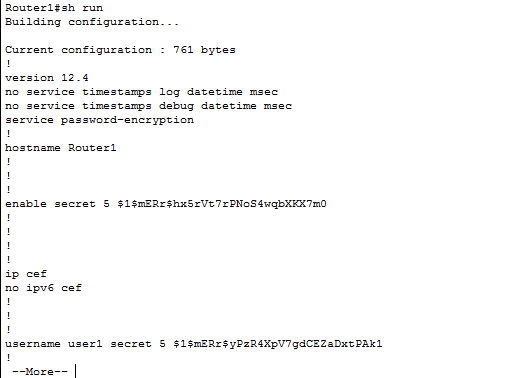 Router1#sh run
Building configuration...
Current configuration : 761 bytes
!
version 12.4
no service timestamps log datetime msec
no service timestamps debug datetime msec
service password-encryption
!
hostname Router1
!
!
!
enable secret 5 $1$mERr$hx5rVt7rPNoS4wqbXKX7m0
!
!
!
!
ip cef
no ipv6 cef
!
!
!
username user1 secret 5 $1$mERr$yPzR4XpV7gdCEZaDxtPAk1
!
--More--